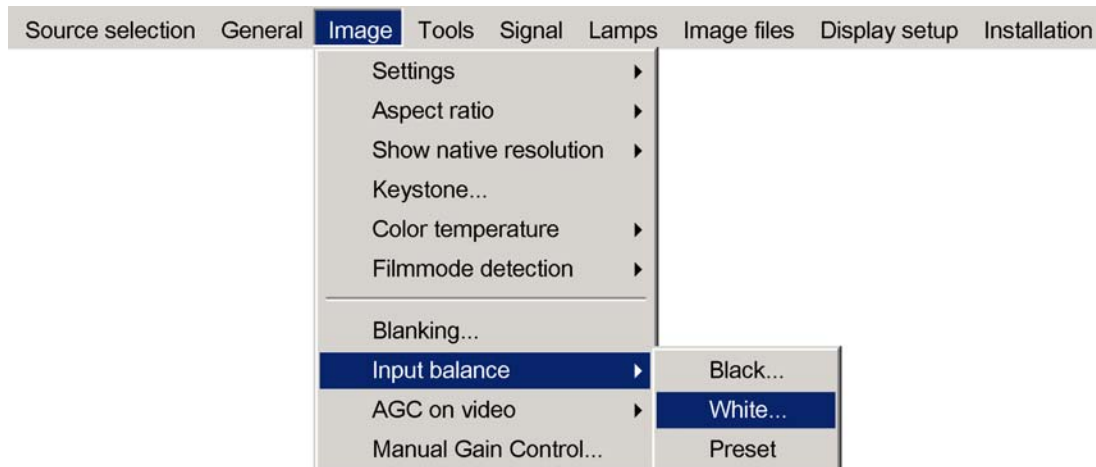 Source selection General Image Tools Signal Lamps Image files Display setup Installation
Settings
Aspect ratio
Show native resolution
Keystone...
Color temperature
Filmmode detection
Blanking...
Input balance
Black...
AGC on video
White...
Manual Gain Control...
Preset